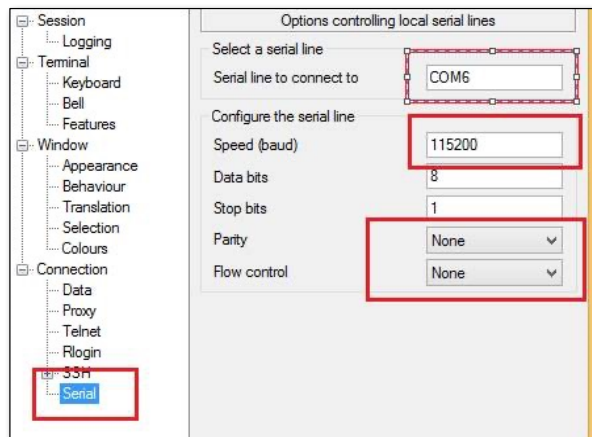 Session
Logging
Terminal
Keyboard
Bell
Features
Window
Appearance
Behaviour
Translation
Selection
Colours
Connection
Data
Proxy
Telnet
Rlogin
SSH
Serial
Options controlling local serial lines
Select a serial line
Serial line to connect to COM6
Configure the serial line
Speed (baud) 115200
Data bits 8
Stop bits 1
Parity None
Flow control None